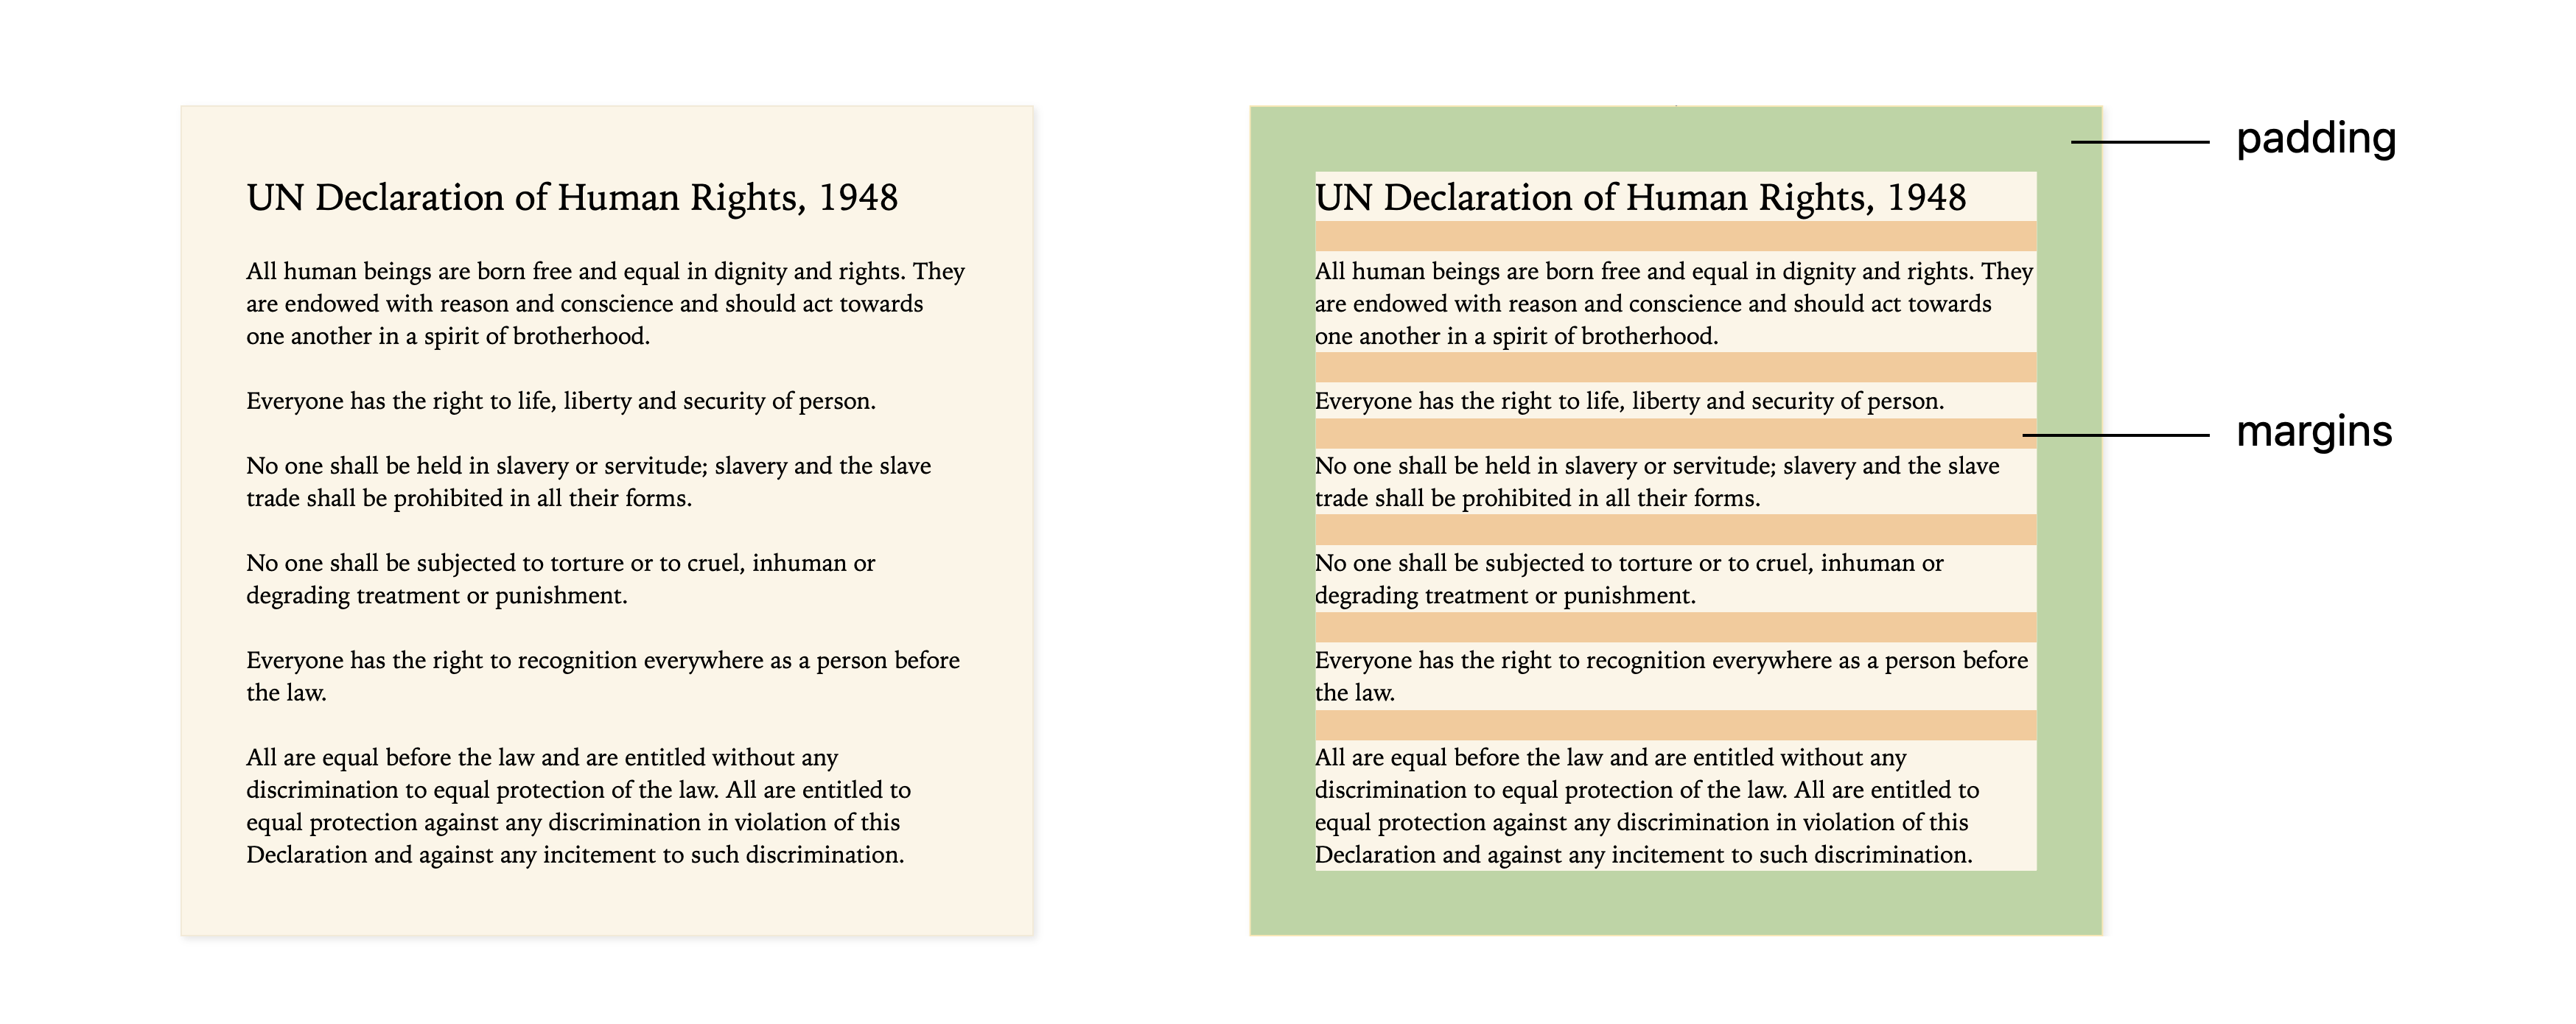 UN Declaration of Human Rights, 1948
All human beings are born free and equal in dignity and rights. They
are endowed with reason and conscience and should act towards
one another in a spirit of brotherhood.
Everyone has the right to life, liberty and security of person.
No one shall be held in slavery or servitude; slavery and the slave
trade shall be prohibited in all their forms.
No one shall be subjected to torture or to cruel, inhuman or
degrading treatment or punishment.
Everyone has the right to recognition everywhere as a person before
the law.
All are equal before the law and are entitled without any
discrimination to equal protection of the law. All are entitled to
equal protection against any discrimination in violation of this
Declaration and against any incitement to such discrimination.
UN Declaration of Human Rights, 1948
All human beings are born free and equal in dignity and rights. They
are endowed with reason and conscience and should act towards
one another in a spirit of brotherhood.
Everyone has the right to life, liberty and security of person.
No one shall be held in slavery or servitude; slavery and the slave
trade shall be prohibited in all their forms.
No one shall be subjected to torture or to cruel, inhuman or
degrading treatment or punishment.
Everyone has the right to recognition everywhere as a person before
the law.
All are equal before the law and are entitled without any
discrimination to equal protection of the law. All are entitled to
equal protection against any discrimination in violation of this
Declaration and against any incitement to such discrimination.
padding
margins